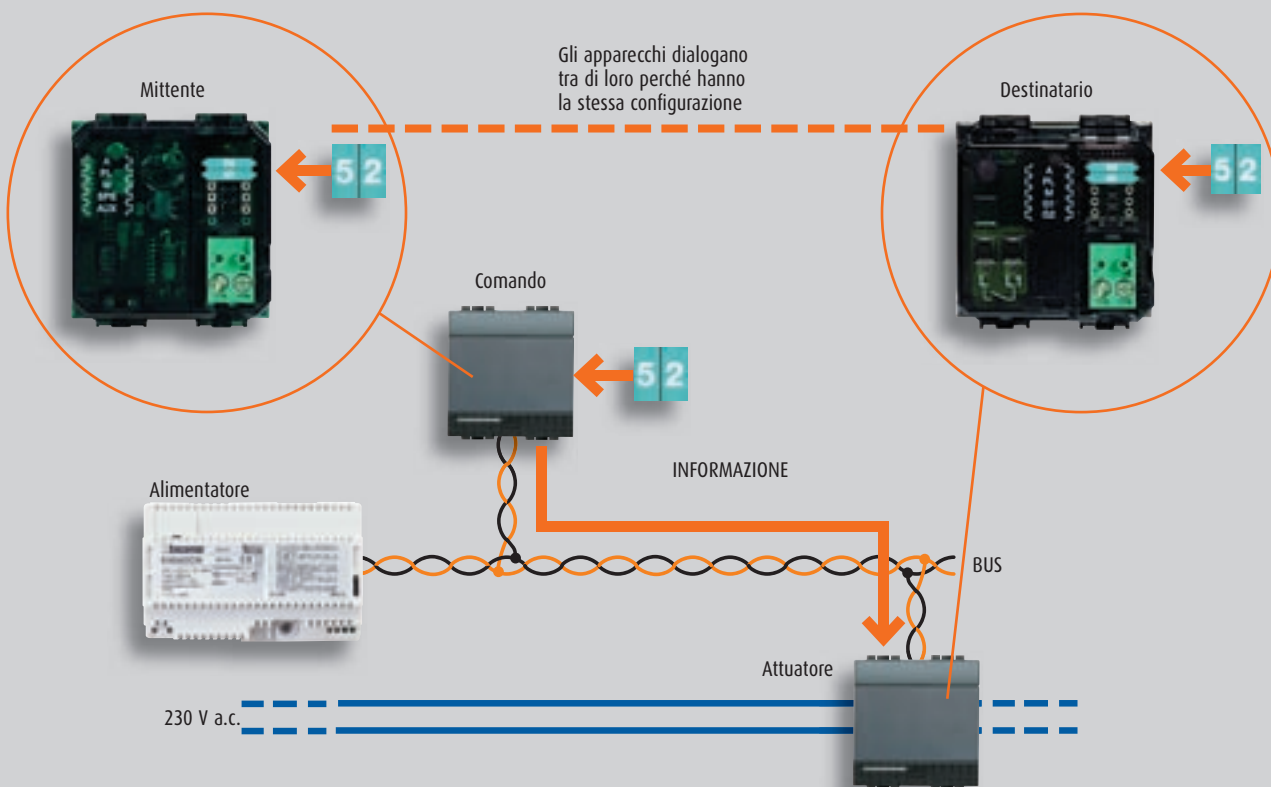 Gli apparecchi dialogano
tra di loro perché hanno
la stessa configurazione
Mittente
Destinatario
5 2
5 2
Comando
5 2
INFORMAZIONE
Alimentatore
BUS
Attuatore
230 V a.c.